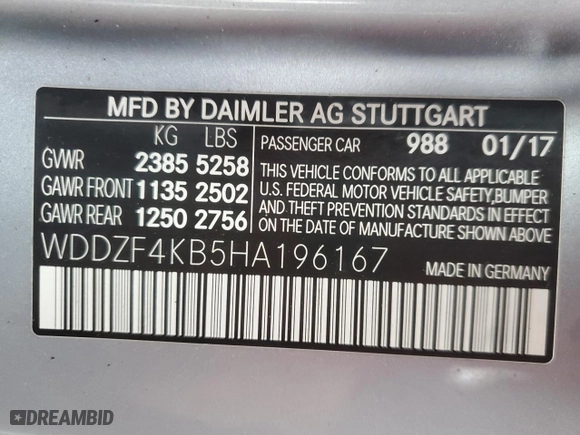 MFD BY DAIMLER AG STUTTGART
KG LBS PASSENGER CAR 988 01/17
GVWR 2385 5258
GAWR FRONT 1135 2502
GAWR REAR 1250 2756
THIS VEHICLE CONFORMS TO ALL APPLICABLE
U.S. FEDERAL MOTOR VEHICLE SAFETY,BUMPER
AND THEFT PREVENTION STANDARDS IN EFFECT
ON THE DATE OF MANUFACTURE SHOWN ABOVE.
WDDZF4KB5HA196167 MADE IN GERMANY
DREAMBID